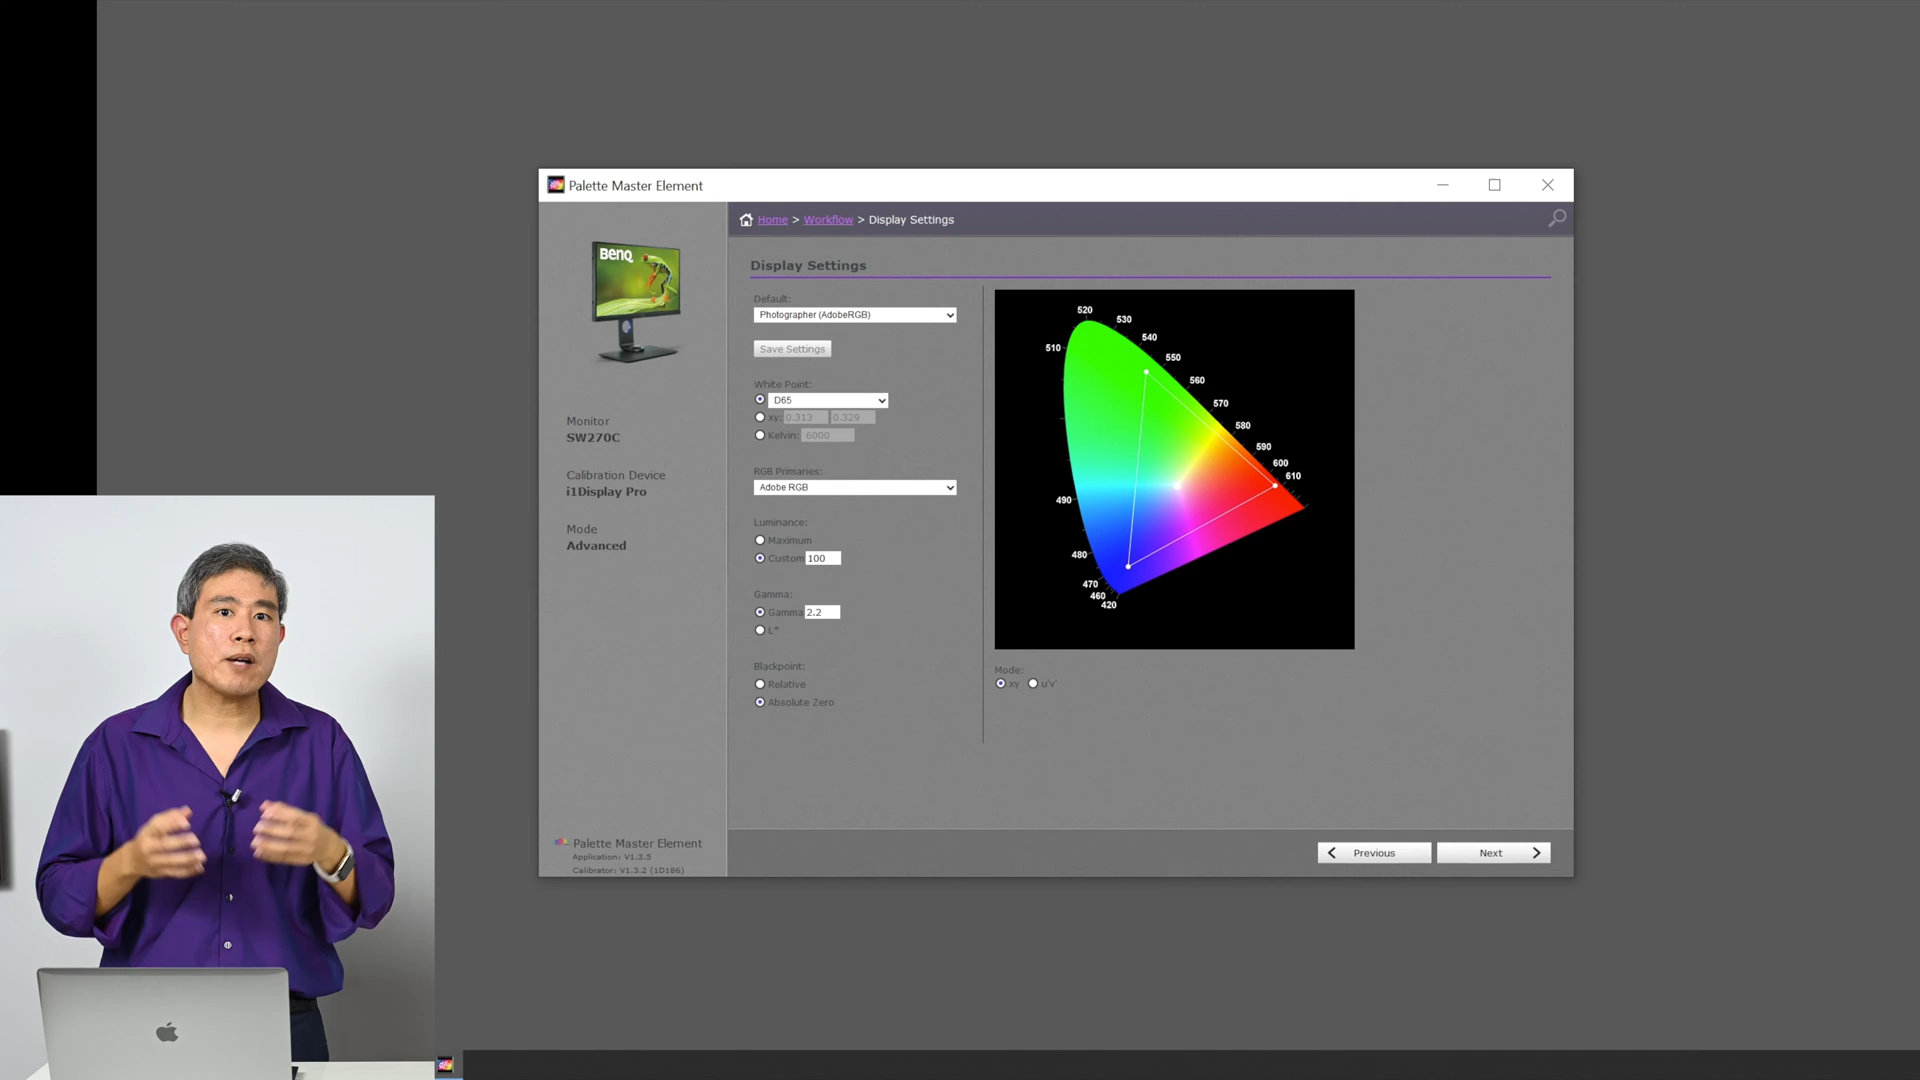 Palette Master Element
Home > Workflow > Display Settings
BenQ
Monitor
SW270C
Calibration Device
i1Display Pro
Mode
Advanced
Palette Master Element
Application: V1.3.5
Calibrator: V1.3.2 (1D186)
Display Settings
Default:
Photographer (AdobeRGB)
Save Settings
White Point:
D65
xy: 0.313 0.329
Kelvin: 6000
RGB Primaries:
Adobe RGB
Luminance:
Maximum
Custom 100
Gamma:
Gamma 2.2
L*
Blackpoint:
Relative
Absolute Zero
520
530
540
510
550
560
570
580
590
600
610
490
480
470
460
420
Mode:
xy u'v'
Previous
Next